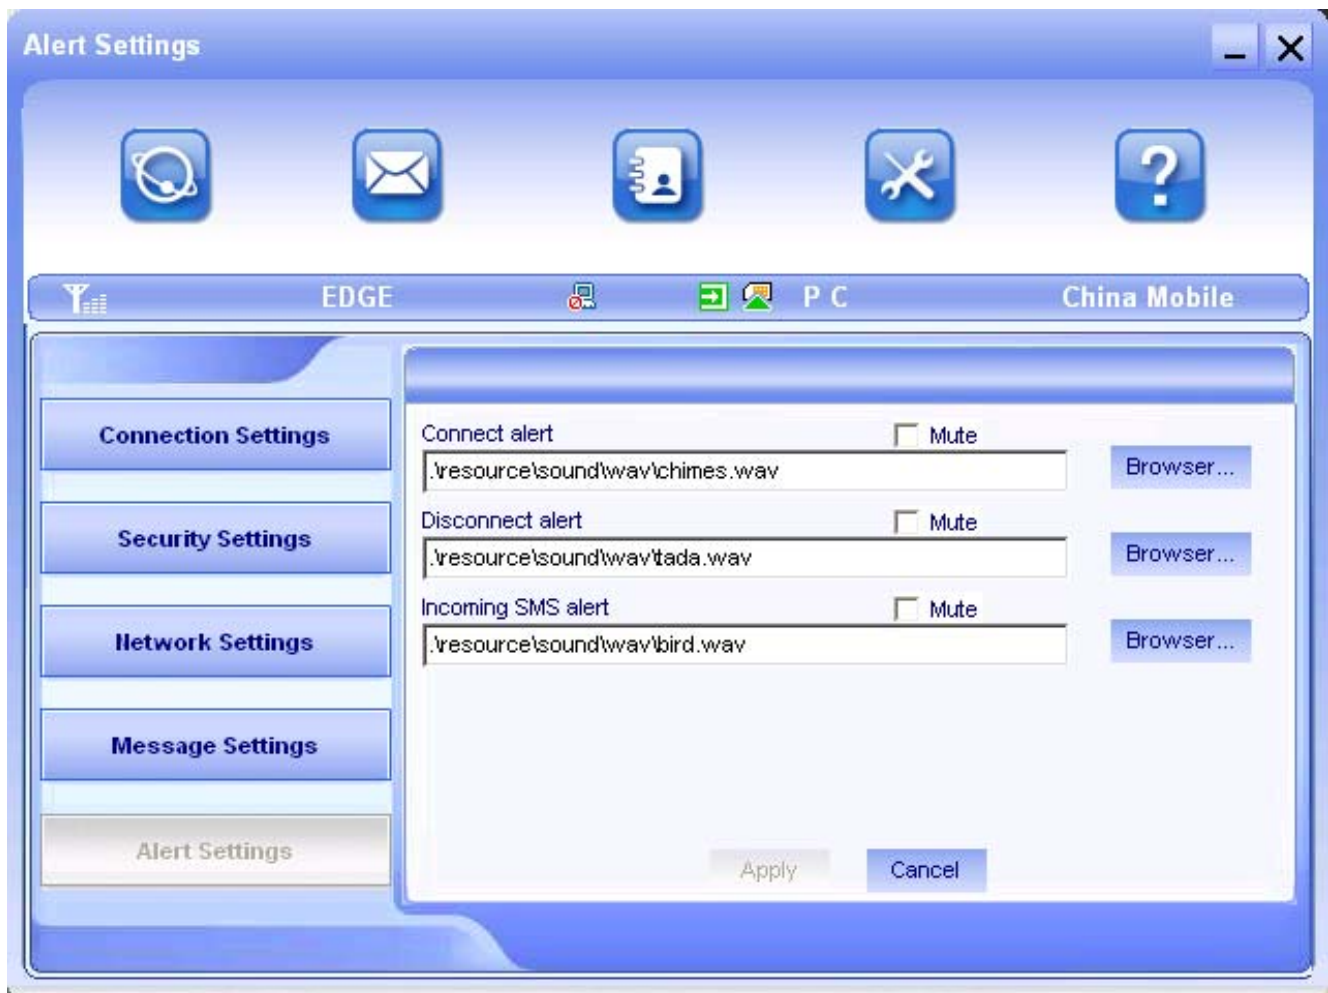 Alert Settings
EDGE P C China Mobile
Connection Settings
Security Settings
Network Settings
Message Settings
Alert Settings
Connect alert Mute
.\resource\sound\wav\chimes.wav Browser...
Disconnect alert Mute
.\resource\sound\wav\tada.wav Browser...
Incoming SMS alert Mute
.\resource\sound\wav\bird.wav Browser...
Apply Cancel